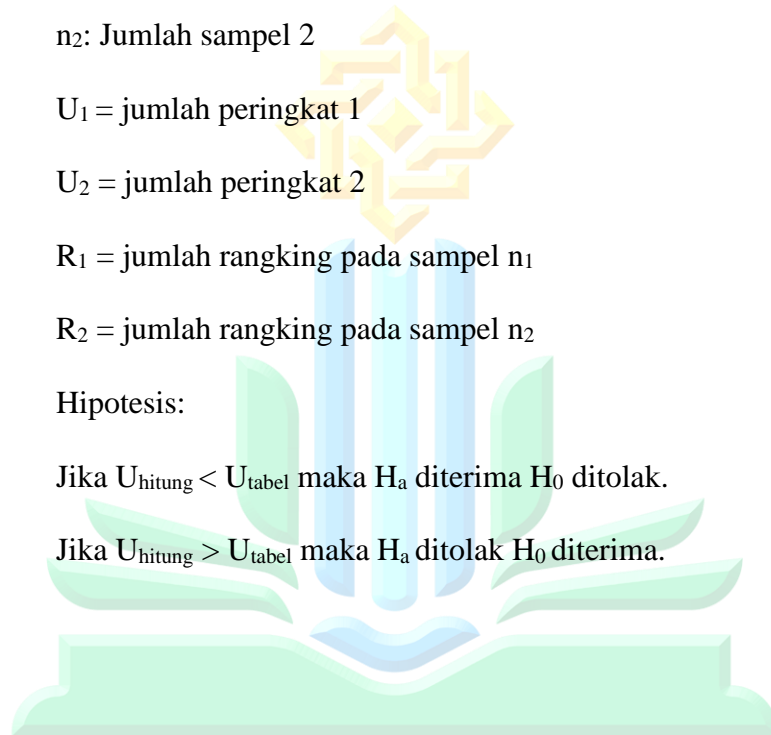 n₂: Jumlah sampel 2
U₁ = jumlah peringkat 1
U₂ = jumlah peringkat 2
R₁ = jumlah rangking pada sampel n₁
R₂ = jumlah rangking pada sampel n₂
Hipotesis:
Jika Uhitung < Utabel maka Hₐ diterima H₀ ditolak.
Jika Uhitung > Utabel maka Hₐ ditolak H₀ diterima.